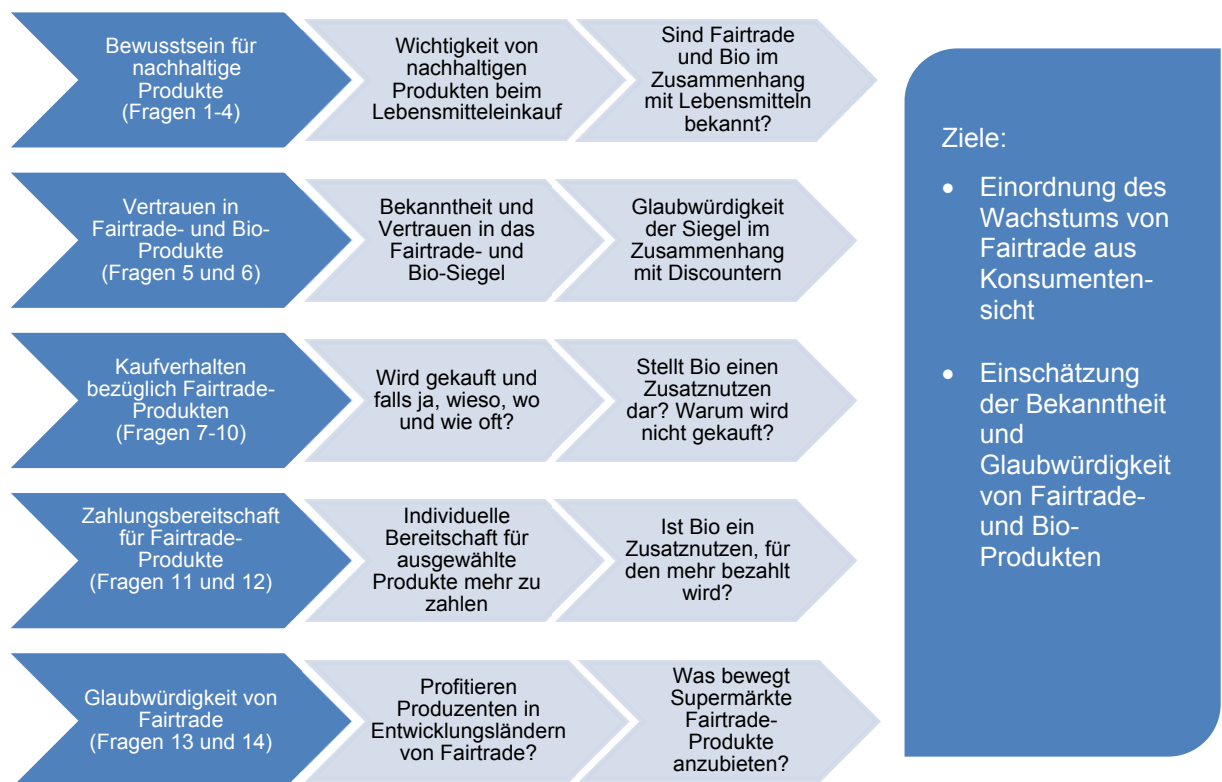 Bewusstsein für
nachhaltige
Produkte
(Fragen 1-4)
Wichtigkeit von
nachhaltigen
Produkten beim
Lebensmitteleinkauf
Sind Fairtrade
und Bio im
Zusammenhang
mit Lebensmitteln
bekannt?
Vertrauen in
Fairtrade- und Bio-
Produkte
(Fragen 5 und 6)
Bekanntheit und
Vertrauen in das
Fairtrade- und
Bio-Siegel
Glaubwürdigkeit
der Siegel im
Zusammenhang
mit Discountern
Kaufverhalten
bezüglich Fairtrade-
Produkten
(Fragen 7-10)
Wird gekauft und
falls ja, wieso, wo
und wie oft?
Stellt Bio einen
Zusatznutzen
dar? Warum wird
nicht gekauft?
Zahlungsbereitschaft
für Fairtrade-
Produkte
(Fragen 11 und 12)
Individuelle
Bereitschaft für
ausgewählte
Produkte mehr zu
zahlen
Ist Bio ein
Zusatznutzen, für
den mehr bezahlt
wird?
Glaubwürdigkeit von
Fairtrade
(Fragen 13 und 14)
Profitieren
Produzenten in
Entwicklungsländern
von Fairtrade?
Was bewegt
Supermärkte
Fairtrade-
Produkte
anzubieten?
Ziele:
• Einordnung des
Wachstums von
Fairtrade aus
Konsumenten-
sicht
• Einschätzung
der Bekanntheit
und
Glaubwürdigkeit
von Fairtrade-
und Bio-
Produkten